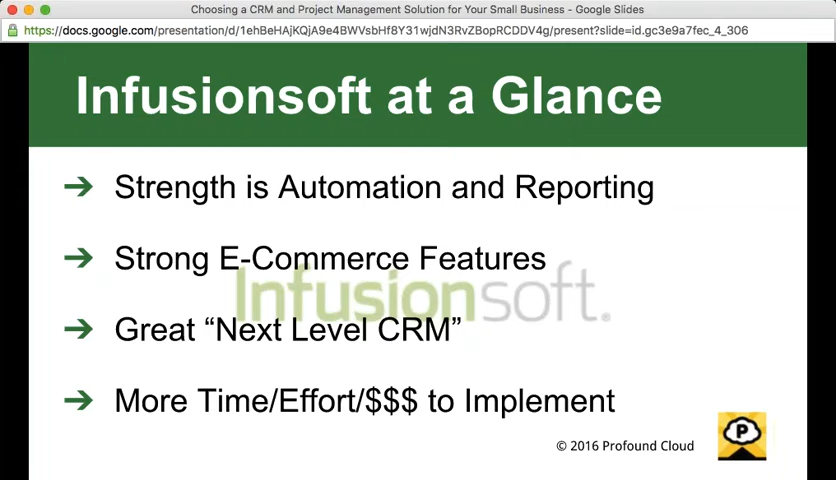 Choosing a CRM and Project Management Solution for Your Small Business - Google Slides
https://docs.google.com/presentation/d/1ehBeHAjKQjA9e4BWVsbHf8Y31wjdN3RvZBopRCDDV4g/present?slide=id.gc3e9a7fec_4_306
Infusionsoft at a Glance
➔ Strength is Automation and Reporting
➔ Strong E-Commerce Features
Infusionsoft.
➔ Great “Next Level CRM”
➔ More Time/Effort/$$$ to Implement
© 2016 Profound Cloud
P